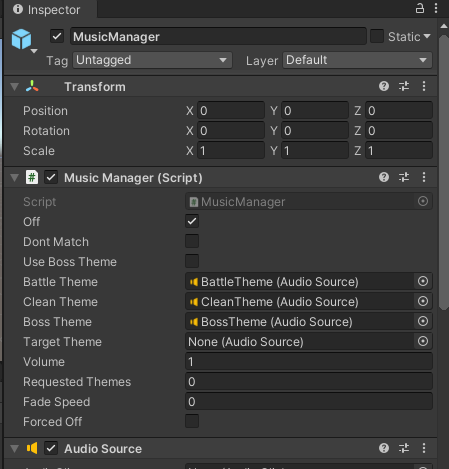 Inspector
MusicManager Static
Tag Untagged Layer Default
Transform
Position X 0 Y 0 Z 0
Rotation X 0 Y 0 Z 0
Scale X 1 Y 1 Z 1
# Music Manager (Script)
Script # MusicManager
Off
Dont Match
Use Boss Theme
Battle Theme BattleTheme (Audio Source)
Clean Theme CleanTheme (Audio Source)
Boss Theme BossTheme (Audio Source)
Target Theme None (Audio Source)
Volume 1
Requested Themes 0
Fade Speed 0
Forced Off
Audio Source